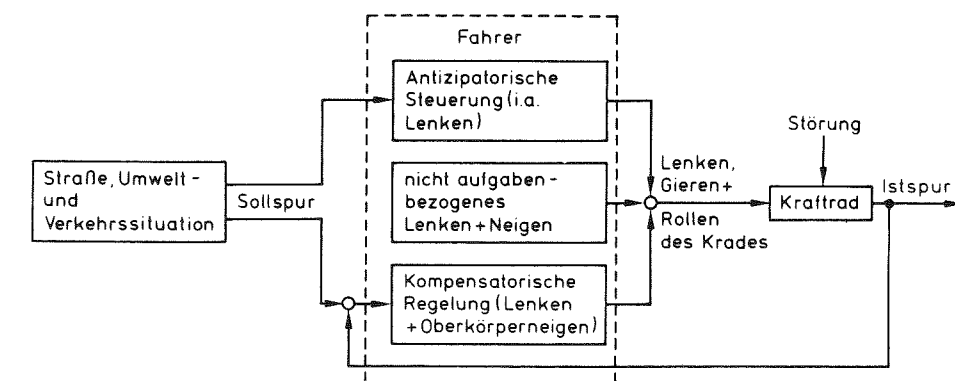 Fahrer
Antizipatorische
Steuerung (i.a.
Lenken)
Störung
Straße, Umwelt-
und
Verkehrssituation
Sollspur
nicht aufgaben-
bezogenes
Lenken+Neigen
Lenken,
Gieren+
Rollen
des Krades
Kraftrad
Istspur
Kompensatorische
Regelung (Lenken
+Oberkörperneigen)